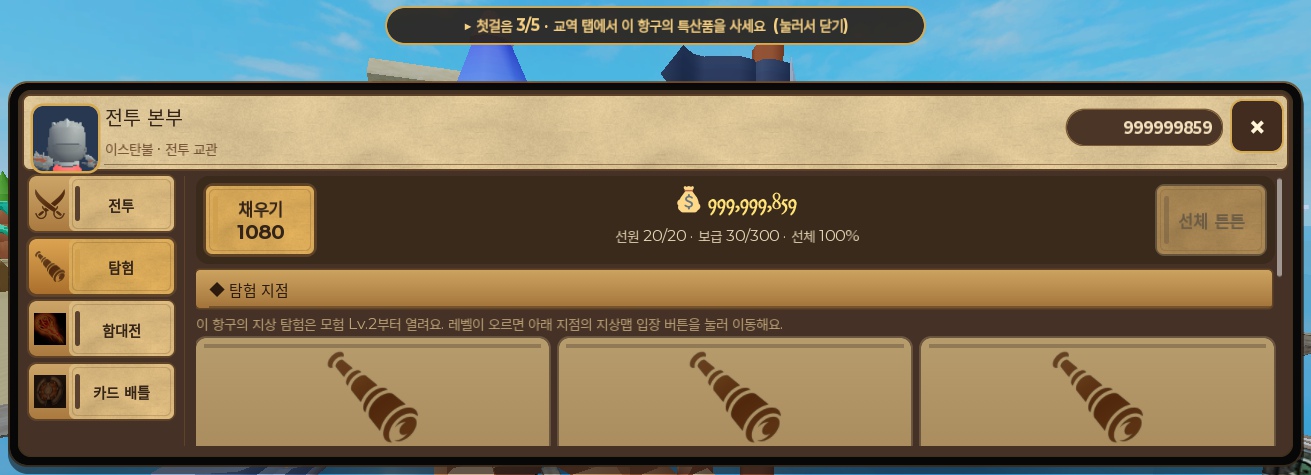 ▸ 첫걸음 3/5 · 교역 탭에서 이 항구의 특산품을 사세요 (눌러서 닫기)
전투 본부
이스탄불 · 전투 교관
999999859
×
전투
탐험
함대전
카드 배틀
채우기
1080
$ 999,999,859
선원 20/20 · 보급 30/300 · 선체 100%
선체 튼튼
◆ 탐험 지점
이 항구의 지상 탐험은 모험 Lv.2부터 열려요. 레벨이 오르면 아래 지점의 지상맵 입장 버튼을 눌러 이동해요.